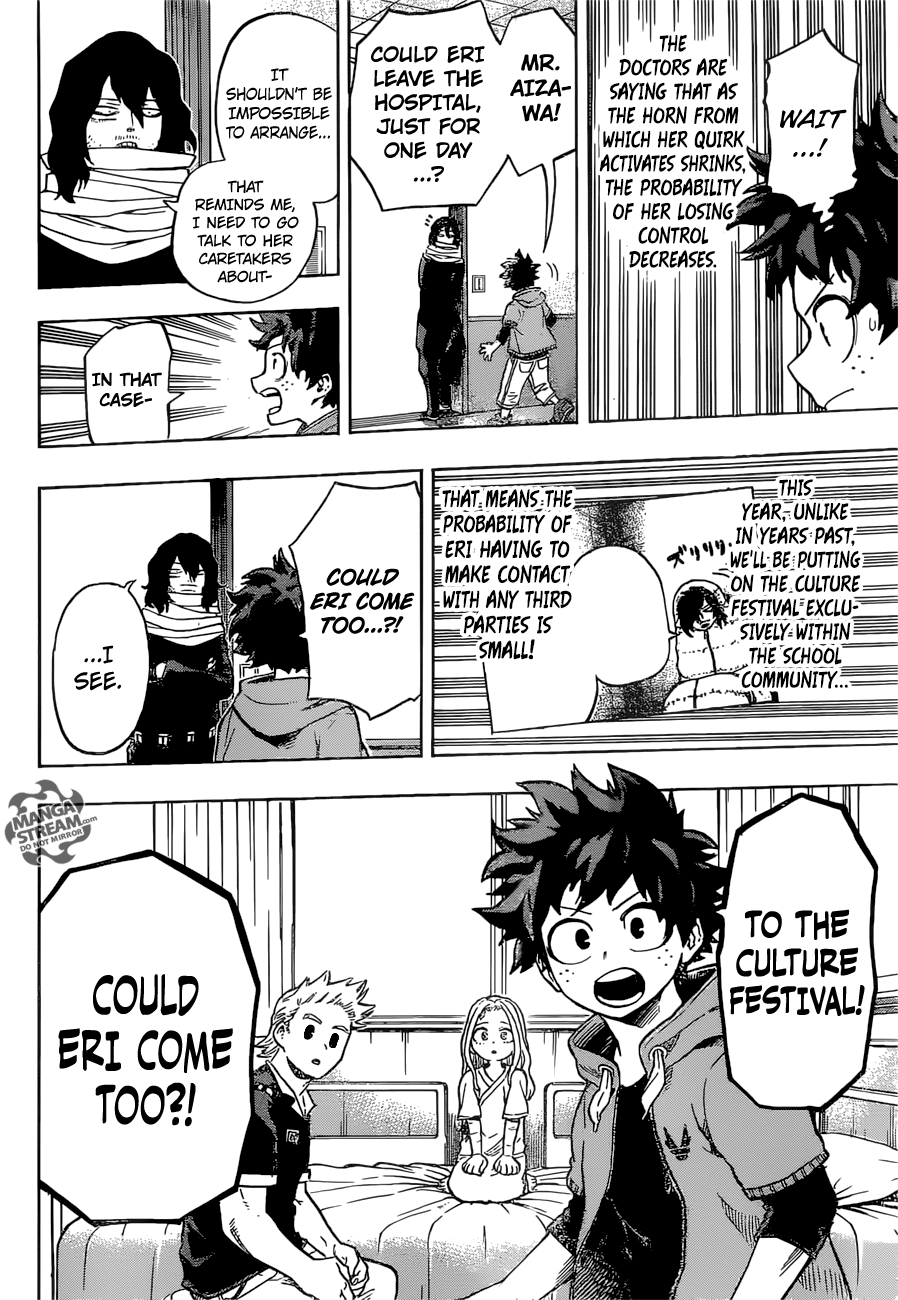 WAIT
...!
THE
DOCTORS ARE
SAYING THAT AS
THE HORN FROM
WHICH HER QUIRK
ACTIVATES SHRINKS,
THE PROBABILITY
OF HER LOSING
CONTROL
DECREASES.
MR.
AIZA-
WA!
COULD ERI
LEAVE THE
HOSPITAL,
JUST FOR
ONE DAY
...?
IT
SHOULDN'T BE
IMPOSSIBLE
TO ARRANGE...
THAT
REMINDS ME,
I NEED TO GO
TALK TO HER
CARETAKERS
ABOUT-
IN THAT
CASE-
THIS
YEAR, UNLIKE
IN YEARS PAST,
WE'LL BE PUTTING
ON THE CULTURE
FESTIVAL EXCLU-
SIVELY WITHIN
THE SCHOOL
COMMUNITY...
ズリリリ
THAT MEANS THE
PROBABILITY OF
ERI HAVING TO
MAKE CONTACT
WITH ANY THIRD
PARTIES IS
SMALL!
COULD
ERI COME
TOO...?!
...I
SEE.
TO THE
CULTURE
FESTIVAL!
COULD
ERI COME
TOO?!
MANGA
STREAM.com
DO NOT MIRROR